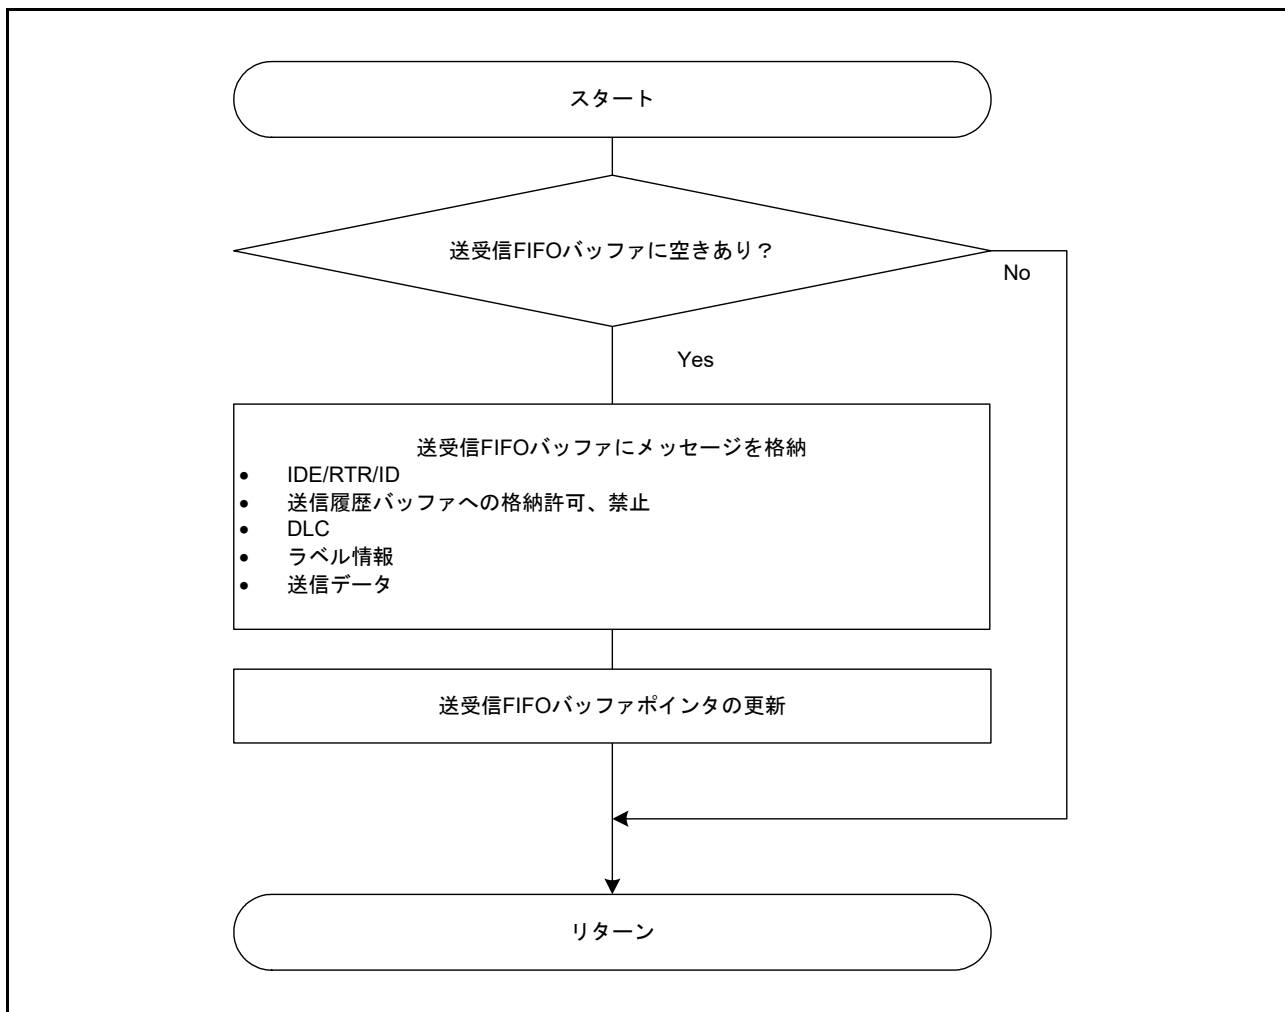 スタート
送受信FIFOバッファに空きあり？
No
Yes
送受信FIFOバッファにメッセージを格納
• IDE/RTR/ID
• 送信履歴バッファへの格納許可、禁止
• DLC
• ラベル情報
• 送信データ
送受信FIFOバッファポインタの更新
リターン